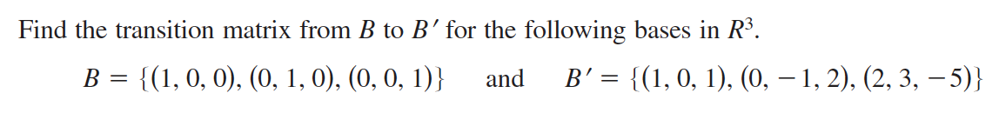 Find the transition matrix from B to B′ for the following bases in R³.
B = {(1, 0, 0), (0, 1, 0), (0, 0, 1)} and B′ = {(1, 0, 1), (0, −1, 2), (2, 3, −5)}